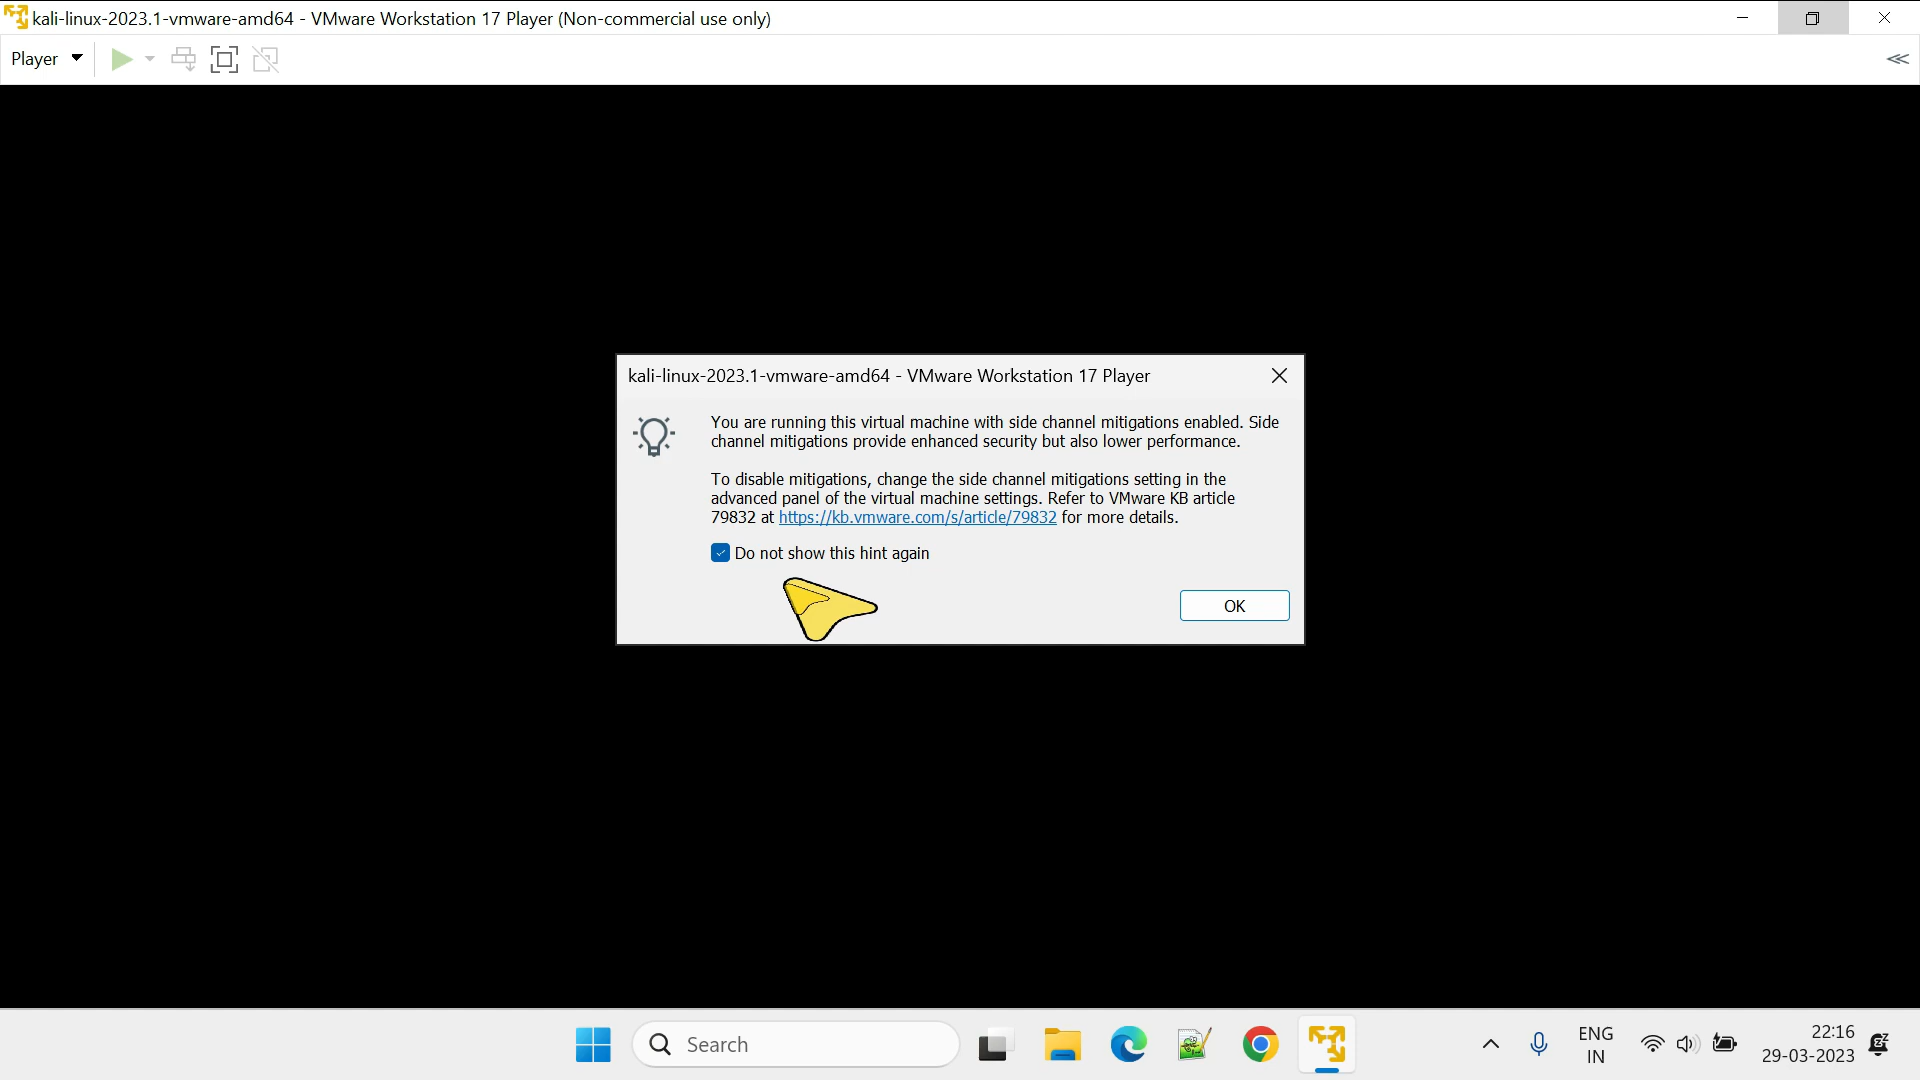 kali-linux-2023.1-vmware-amd64 - VMware Workstation 17 Player (Non-commercial use only)
Player
kali-linux-2023.1-vmware-amd64 - VMware Workstation 17 Player
You are running this virtual machine with side channel mitigations enabled. Side
channel mitigations provide enhanced security but also lower performance.
To disable mitigations, change the side channel mitigations setting in the
advanced panel of the virtual machine settings. Refer to VMware KB article
79832 at https://kb.vmware.com/s/article/79832 for more details.
Do not show this hint again
OK
Search
ENG
IN
22:16
29-03-2023